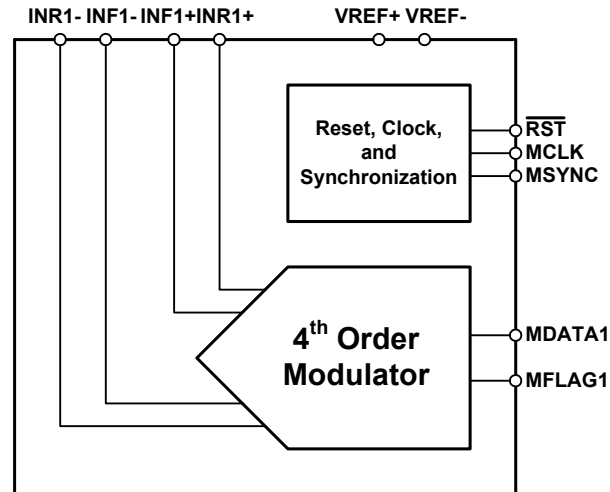 INR1- INF1- INF1+INR1+ VREF+ VREF-
Reset, Clock,
and
Synchronization
RST
MCLK
MSYNC
4th Order
Modulator
MDATA1
MFLAG1